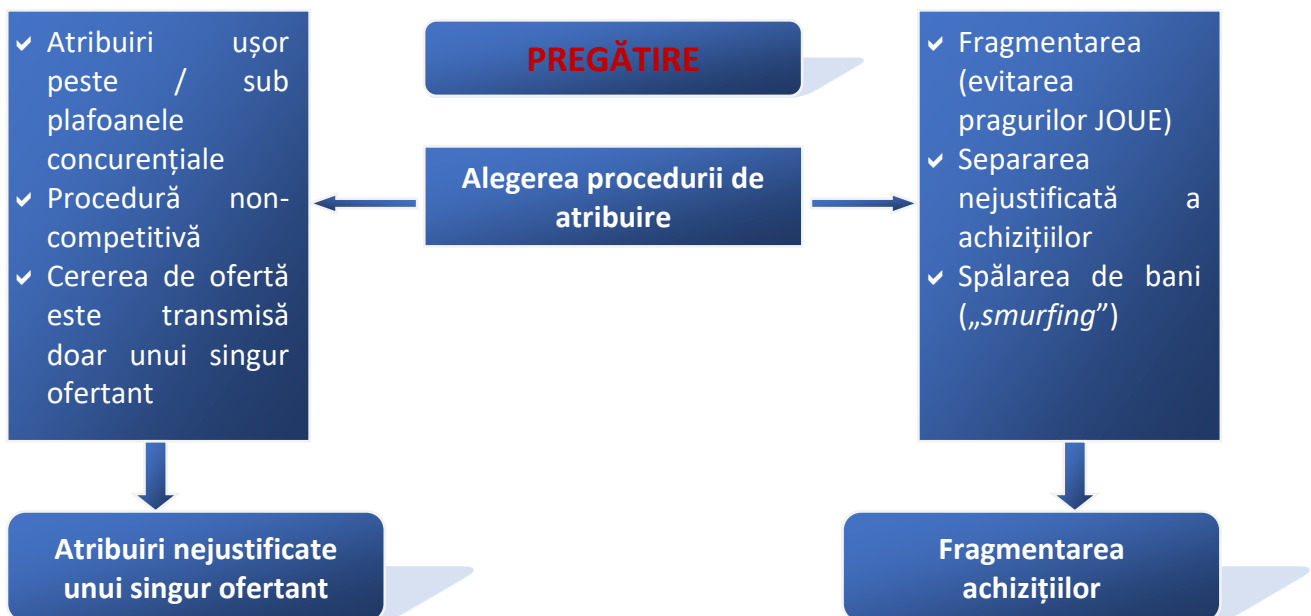 PREGĂTIRE
Alegerea procedurii de
atribuire
Atribuiri ușor
peste / sub
plafoanele
concurențiale
Procedură non-
competitivă
Cererea de ofertă
este transmisă
doar unui singur
ofertant
Atribuiri nejustificate
unui singur ofertant
Fragmentarea
(evitarea
pragurilor JOUE)
Separarea
nejustificată a
achizițiilor
Spălarea de bani
(„smurfing”)
Fragmentarea
achizițiilor